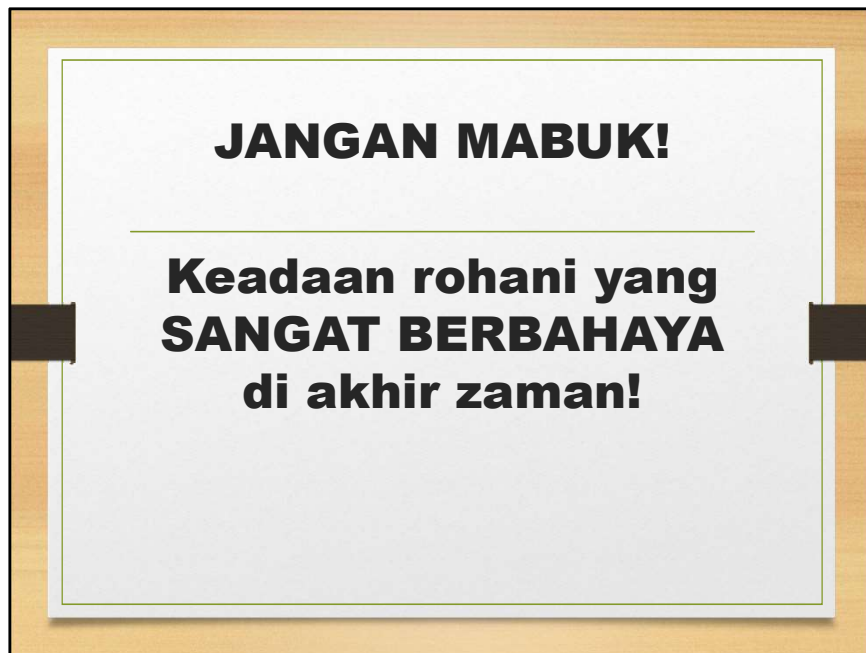 JANGAN MABUK!
Keadaan rohani yang
SANGAT BERBAHAYA
di akhir zaman!